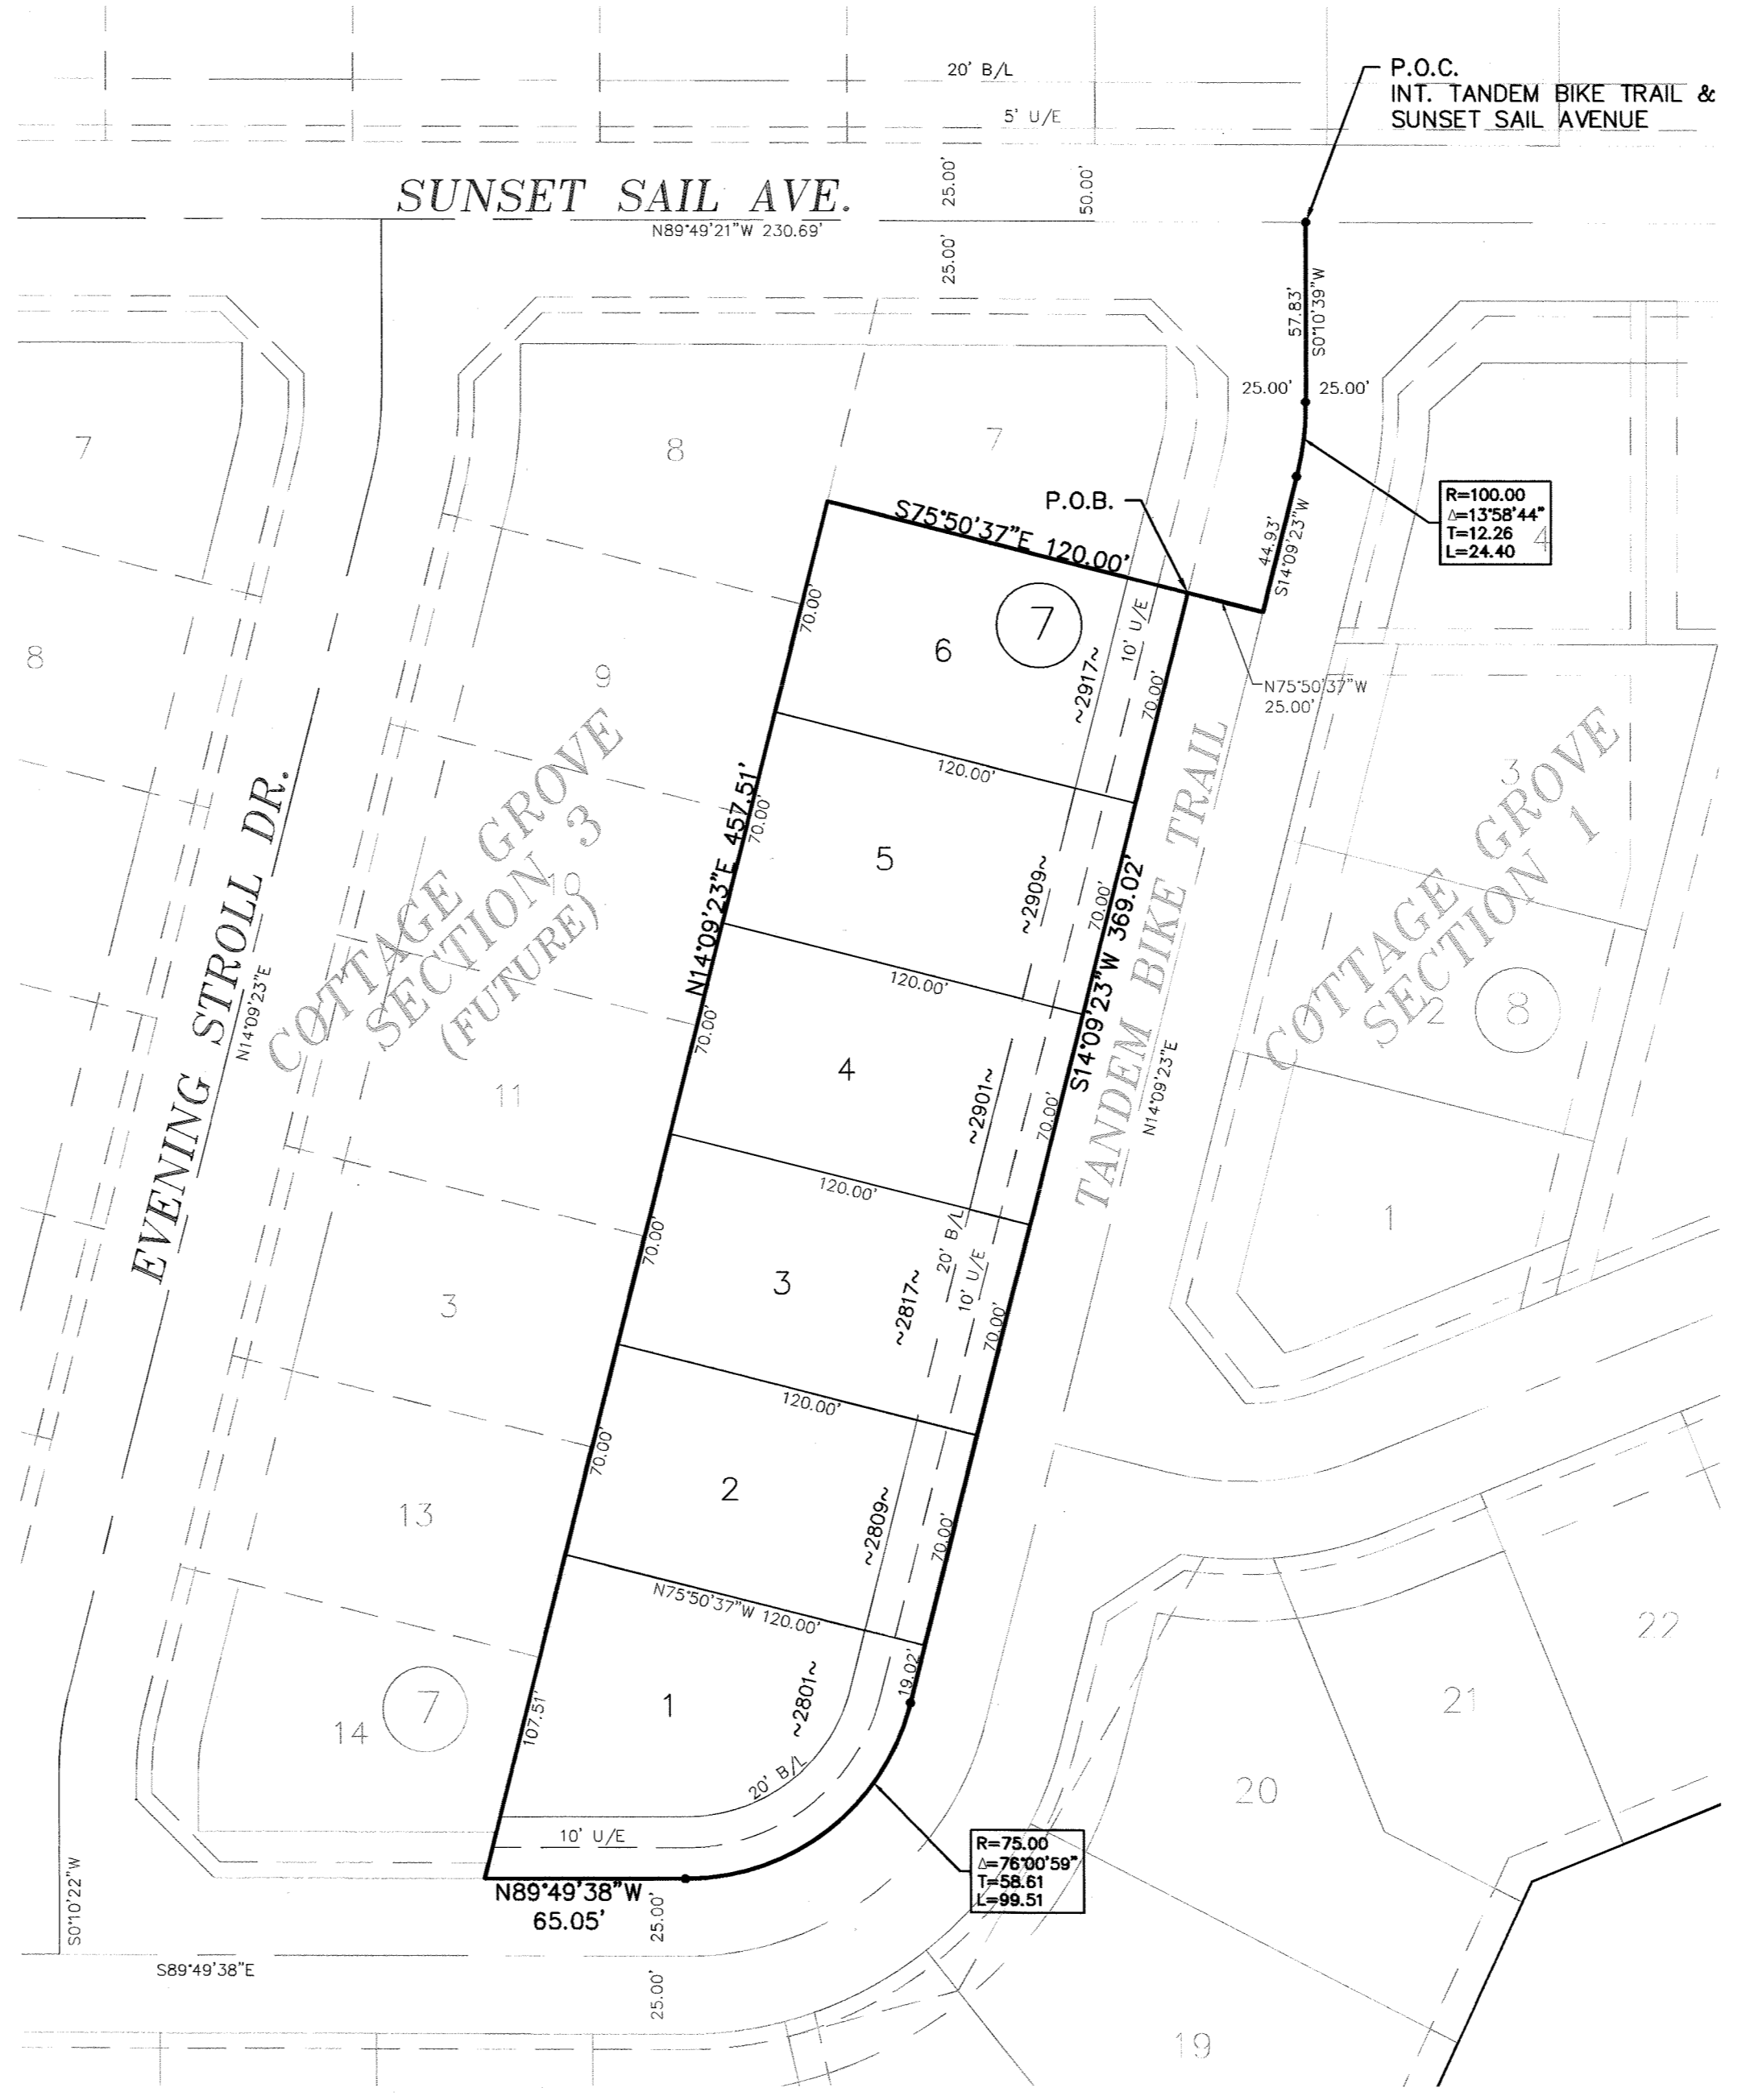 20' B/L
5' U/E
P.O.C.
INT. TANDEM BIKE TRAIL &
SUNSET SAIL AVENUE
SUNSET SAIL AVE.
N89°49'21"W 230.69'
25.00'
25.00'
50.00'
57.83'
S0°10'39"W
25.00'
25.00'
R=100.00
Δ=13°58'44"
T=12.26
L=24.40
4
44.93'
S14°09'23"W
7
8
7
8
P.O.B.
S75°50'37"E 120.00'
N75°50'37"W
25.00'
7
6
70.00'
~2917~
10' U/E
70.00'
9
120.00'
5
70.00'
~2909~
70.00'
N14°09'23"E 457.51'
S14°09'23"W 369.02'
EVENING STROLL DR.
N14°09'23"E
COTTAGE GROVE
SECTION 3
(FUTURE)
10
TANDEM BIKE TRAIL
N14°09'23"E
COTTAGE GROVE
SECTION 1
3
2
8
1
120.00'
4
70.00'
~2901~
70.00'
11
120.00'
3
70.00'
~2817~
20' B/L
10' U/E
70.00'
3
120.00'
2
70.00'
~2809~
70.00'
13
N75°50'37"W 120.00'
1
107.51'
~2801~
19.02'
20' B/L
10' U/E
14
7
N89°49'38"W
65.05'
25.00'
25.00'
R=75.00
Δ=76°00'59"
T=58.61
L=99.51
S0°10'22"W
S89°49'38"E
22
21
20
19